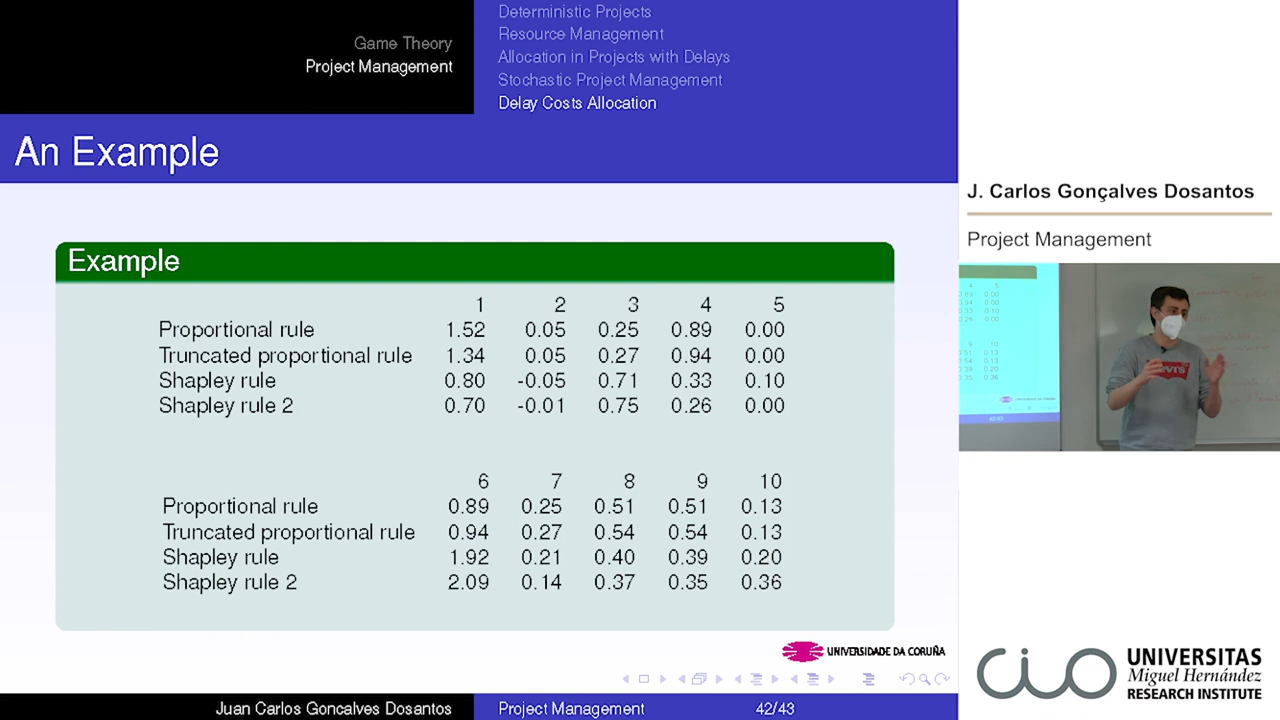 Game Theory
Project Management
Deterministic Projects
Resource Management
Allocation in Projects with Delays
Stochastic Project Management
Delay Costs Allocation
An Example
Example
1 2 3 4 5
Proportional rule 1.52 0.05 0.25 0.89 0.00
Truncated proportional rule 1.34 0.05 0.27 0.94 0.00
Shapley rule 0.80 -0.05 0.71 0.33 0.10
Shapley rule 2 0.70 -0.01 0.75 0.26 0.00
6 7 8 9 10
Proportional rule 0.89 0.25 0.51 0.51 0.13
Truncated proportional rule 0.94 0.27 0.54 0.54 0.13
Shapley rule 1.92 0.21 0.40 0.39 0.20
Shapley rule 2 2.09 0.14 0.37 0.35 0.36
UNIVERSIDADE DA CORUÑA
Juan Carlos Goncalves Dosantos Project Management 42/43
J. Carlos Gonçalves Dosantos
Project Management
CIO
UNIVERSITAS
Miguel Hernández
RESEARCH INSTITUTE